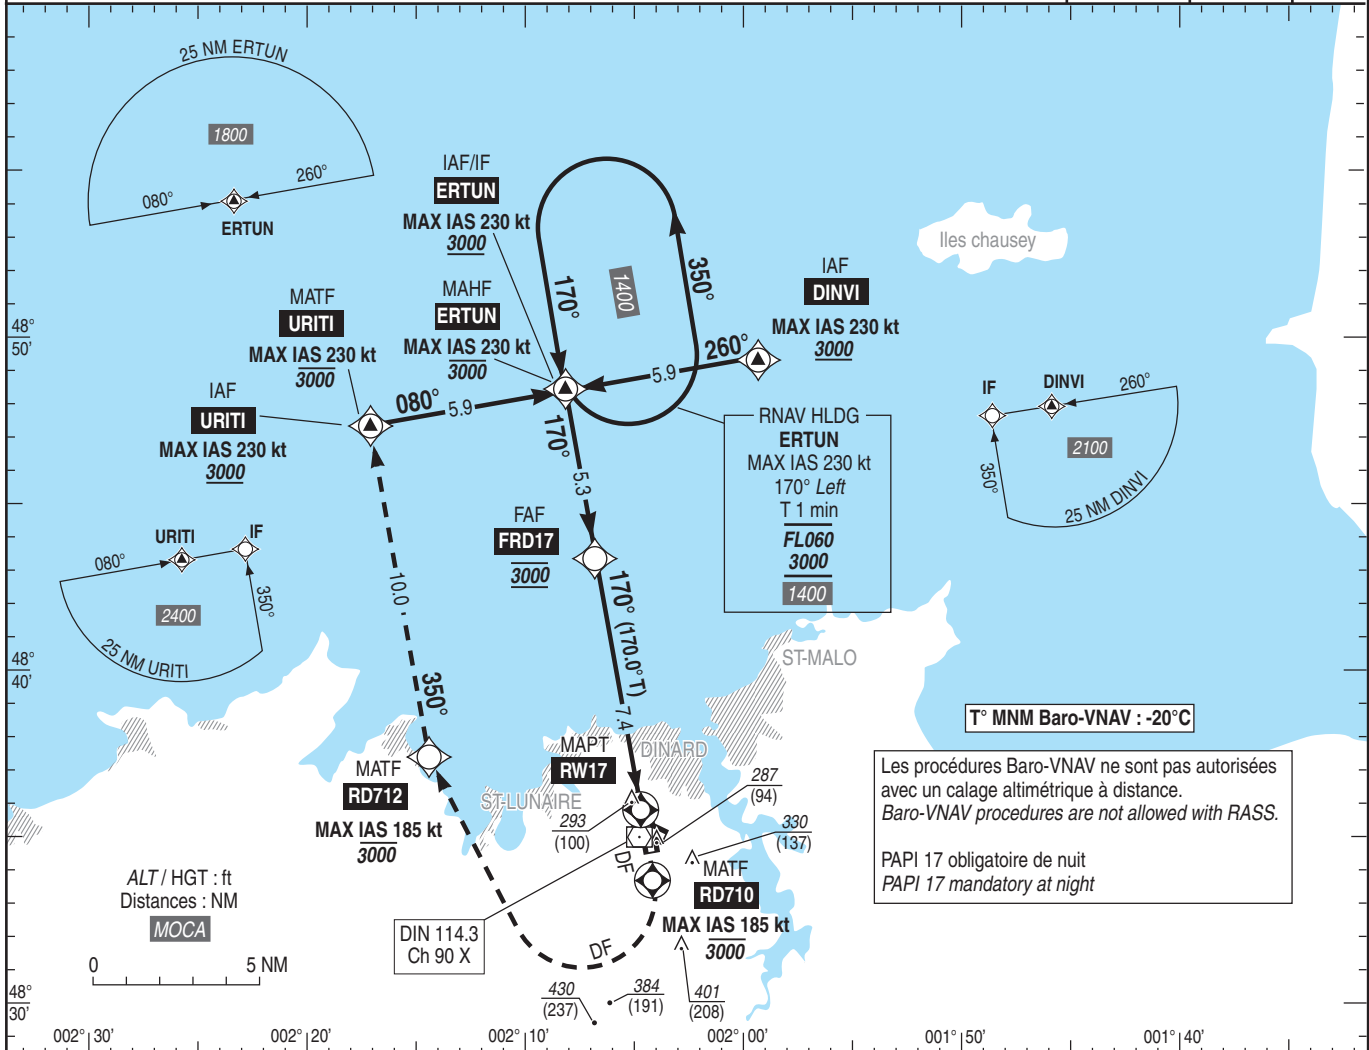 25 NM ERTUN
1800
080°
260°
ERTUN
IAF/IF
ERTUN
MAX IAS 230 kt
3000
MAHF
ERTUN
MAX IAS 230 kt
3000
MATF
URITI
MAX IAS 230 kt
3000
IAF
URITI
MAX IAS 230 kt
3000
170°
1400
350°
Iles chausey
IAF
DINVI
MAX IAS 230 kt
3000
260°
5.9
080°
5.9
170°
5.3
RNAV HLDG
ERTUN
MAX IAS 230 kt
170° Left
T 1 min
FL060
3000
1400
IF
DINVI
260°
2100
350°
25 NM DINVI
URITI
IF
080°
350°
2400
25 NM URITI
FAF
FRD17
3000
170° (170.0° T)
7.4
10.0
350°
ST-MALO
DINARD
ST-LUNAIRE
MAPT
RW17
MATF
RD712
MAX IAS 185 kt
3000
293
(100)
287
(94)
330
(137)
DF
MATF
RD710
MAX IAS 185 kt
3000
DF
DIN 114.3
Ch 90 X
430
(237)
384
(191)
401
(208)
T° MNM Baro-VNAV : -20°C
Les procédures Baro-VNAV ne sont pas autorisées
avec un calage altimétrique à distance.
Baro-VNAV procedures are not allowed with RASS.
PAPI 17 obligatoire de nuit
PAPI 17 mandatory at night
ALT / HGT : ft
Distances : NM
MOCA
0
5 NM
48°
50'
48°
40'
48°
30'
002° 30'
002° 20'
002° 10'
002° 00'
001° 50'
001° 40'